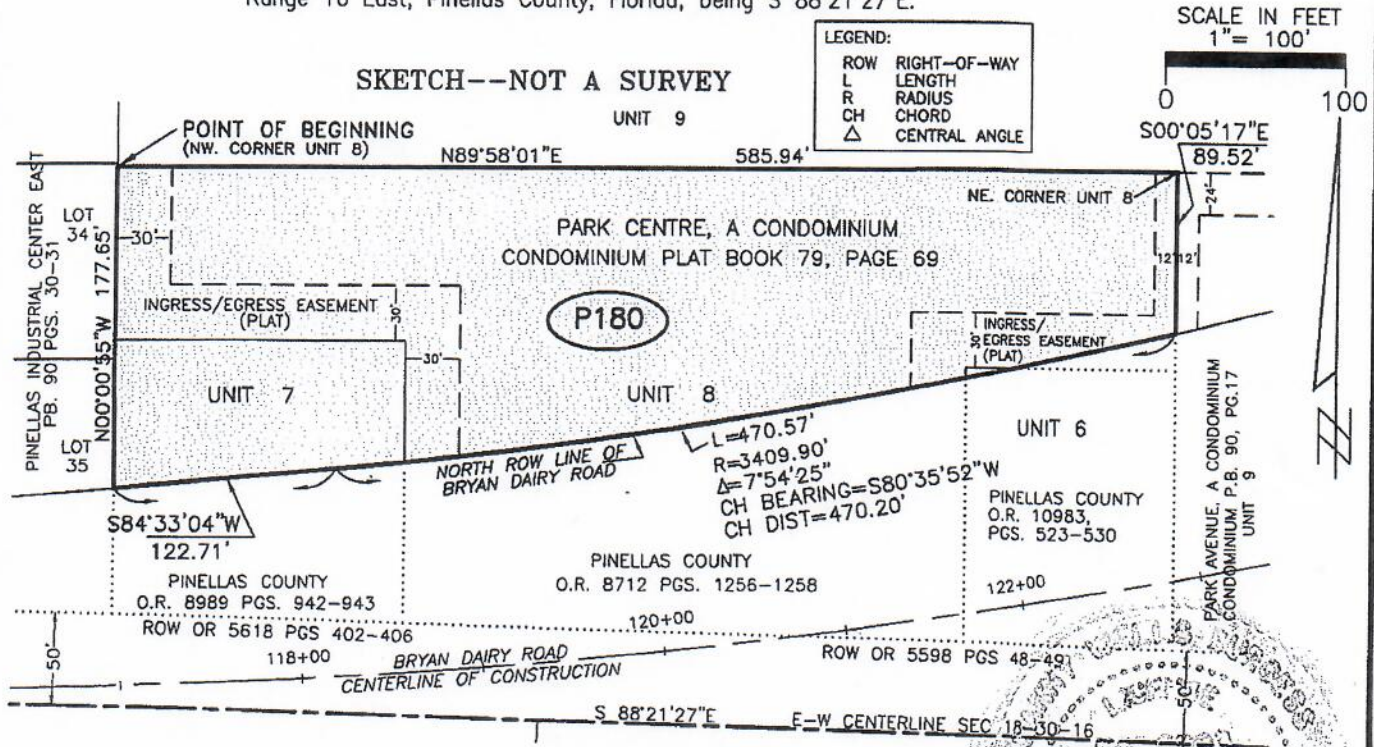 Range 16 East, Pinellas County, Florida, being S 88°21'27"E.
SCALE IN FEET
1"= 100'
0 100
LEGEND:
ROW RIGHT-OF-WAY
L LENGTH
R RADIUS
CH CHORD
△ CENTRAL ANGLE
SKETCH--NOT A SURVEY
UNIT 9
POINT OF BEGINNING
(NW. CORNER UNIT 8)
N89°58'01"E 585.94'
S00°05'17"E
89.52'
NE. CORNER UNIT 8
24'
PINELLAS INDUSTRIAL CENTER EAST
PB. 90 PGS. 30-31
LOT
34
N00°00'55"W 177.65'
30'
PARK CENTRE, A CONDOMINIUM
CONDOMINIUM PLAT BOOK 79, PAGE 69
12' 12'
INGRESS/EGRESS EASEMENT
(PLAT)
30'
P180
INGRESS/
EGRESS EASEMENT
(PLAT)
30'
30'
UNIT 7
UNIT 8
UNIT 6
LOT
35
NORTH ROW LINE OF
BRYAN DAIRY ROAD
L=470.57'
R=3409.90'
△=7°54'25"
CH BEARING=S80°35'52"W
CH DIST=470.20'
PINELLAS COUNTY
O.R. 10983,
PGS. 523-530
PARK AVENUE, A CONDOMINIUM
CONDOMINIUM P.B. 90, PG.17
UNIT 9
S84°33'04"W
122.71'
PINELLAS COUNTY
O.R. 8989 PGS. 942-943
PINELLAS COUNTY
O.R. 8712 PGS. 1256-1258
122+00
120+00
ROW OR 5618 PGS 402-406
118+00
50'
BRYAN DAIRY ROAD
CENTERLINE OF CONSTRUCTION
ROW OR 5598 PGS 48-49
50'
S 88°21'27"E E-W CENTERLINE SEC 18-30-16